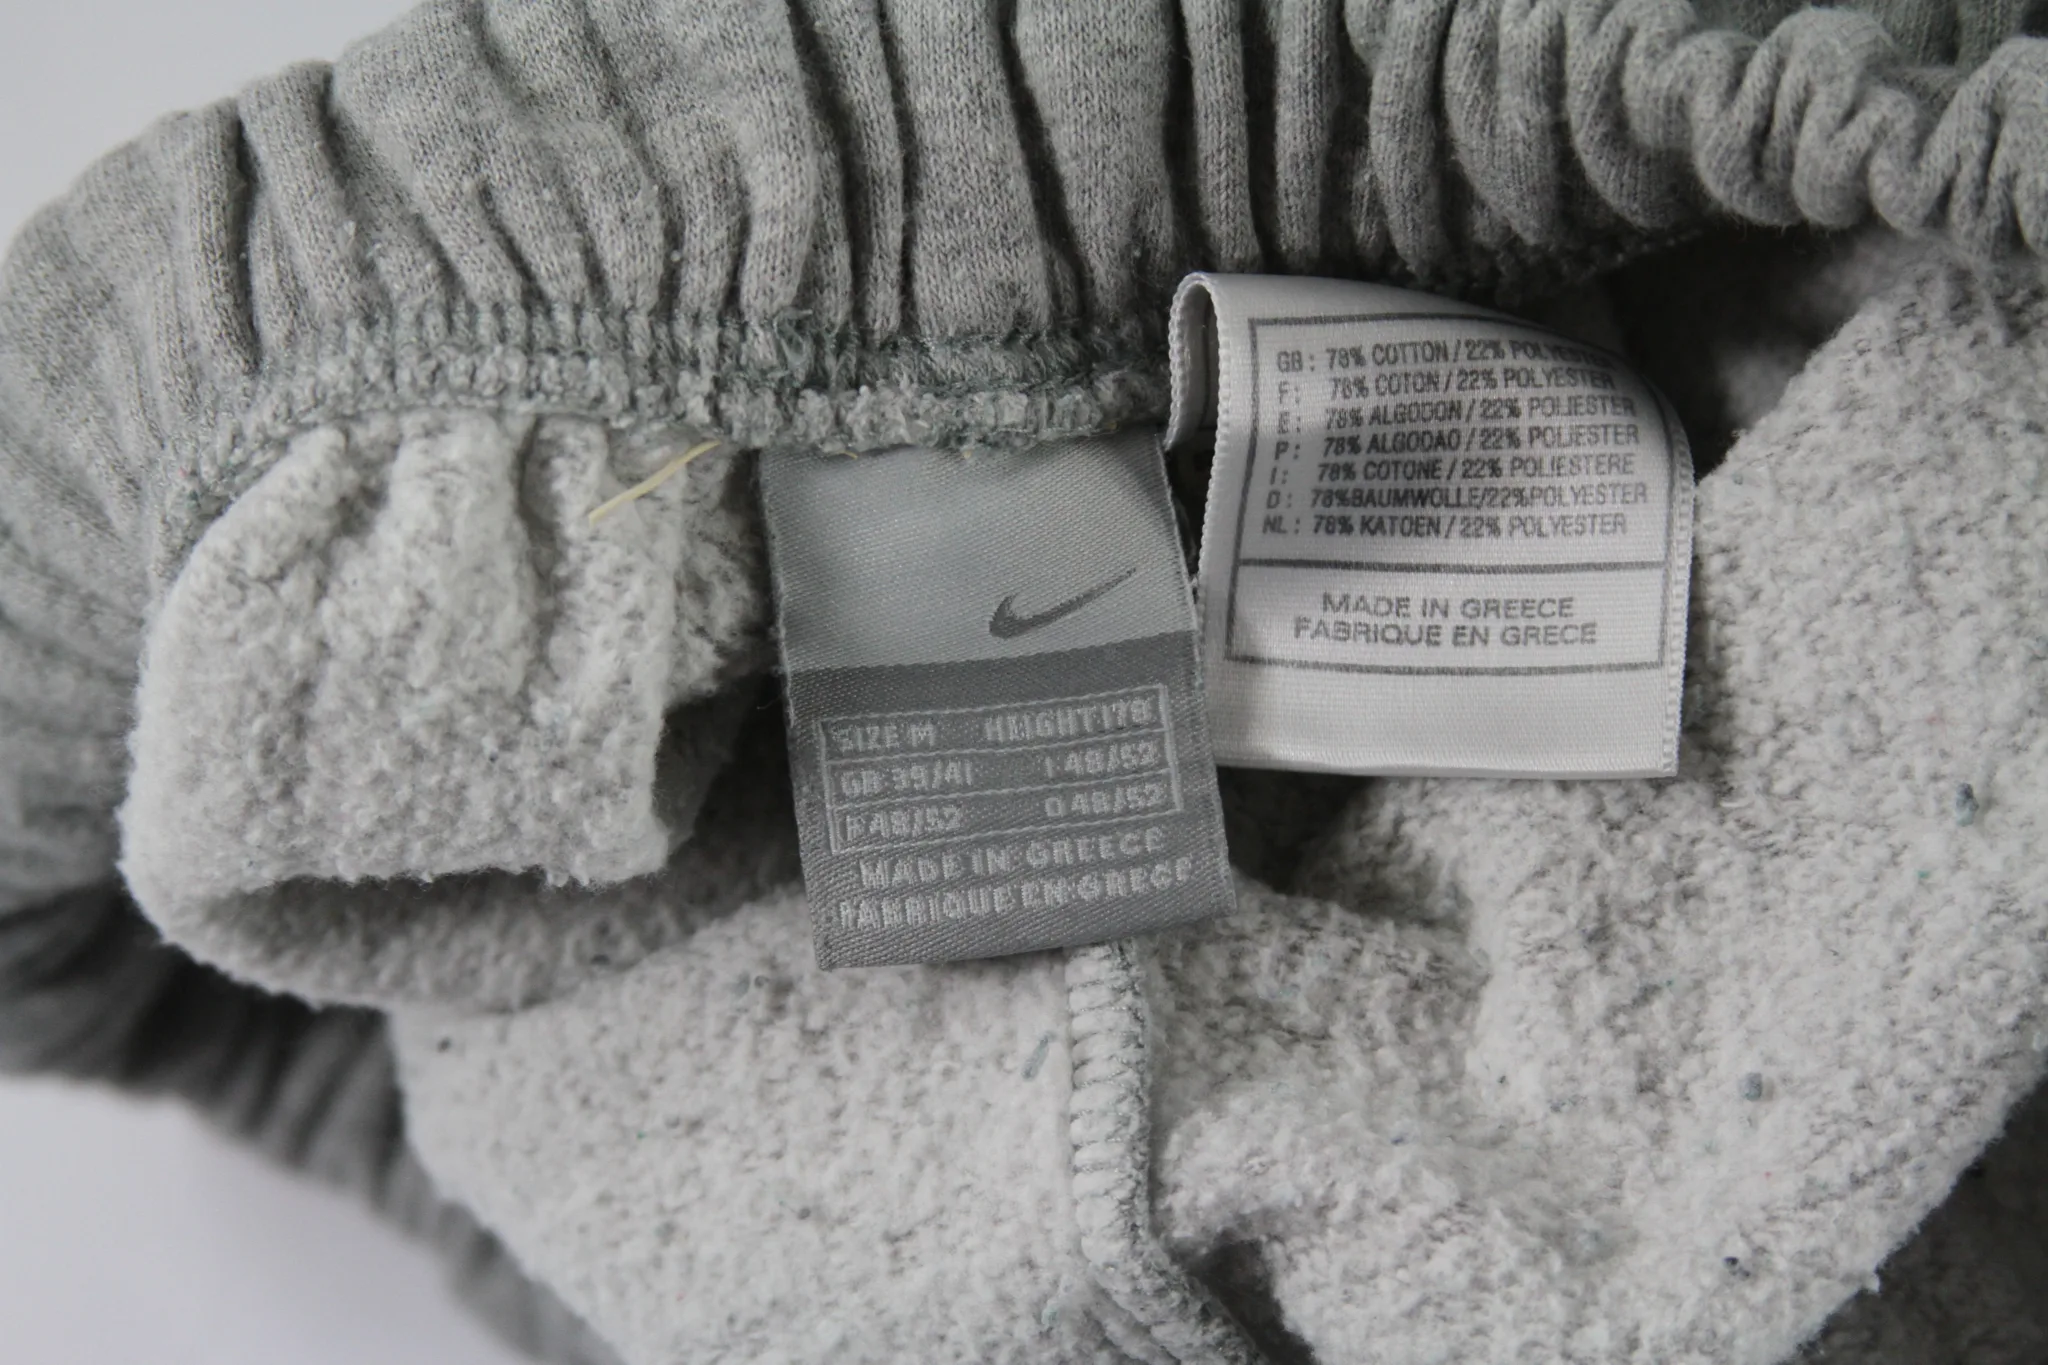 GB: 78% COTTON / 22% POLYESTER
F: 78% COTON / 22% POLYESTER
E: 78% ALGODON / 22% POLIESTER
P: 78% ALGODAO / 22% POLIESTER
I: 78% COTONE / 22% POLIESTERE
D: 78%BAUMWOLLE/22%POLYESTER
NL: 78% KATOEN / 22% POLYESTER
MADE IN GREECE
FABRIQUE EN GRECE
SIZE M HEIGHT 178
GB 39/41 I 48/52
F 48/52 D 48/52
MADE IN GREECE
FABRIQUE EN GRECE